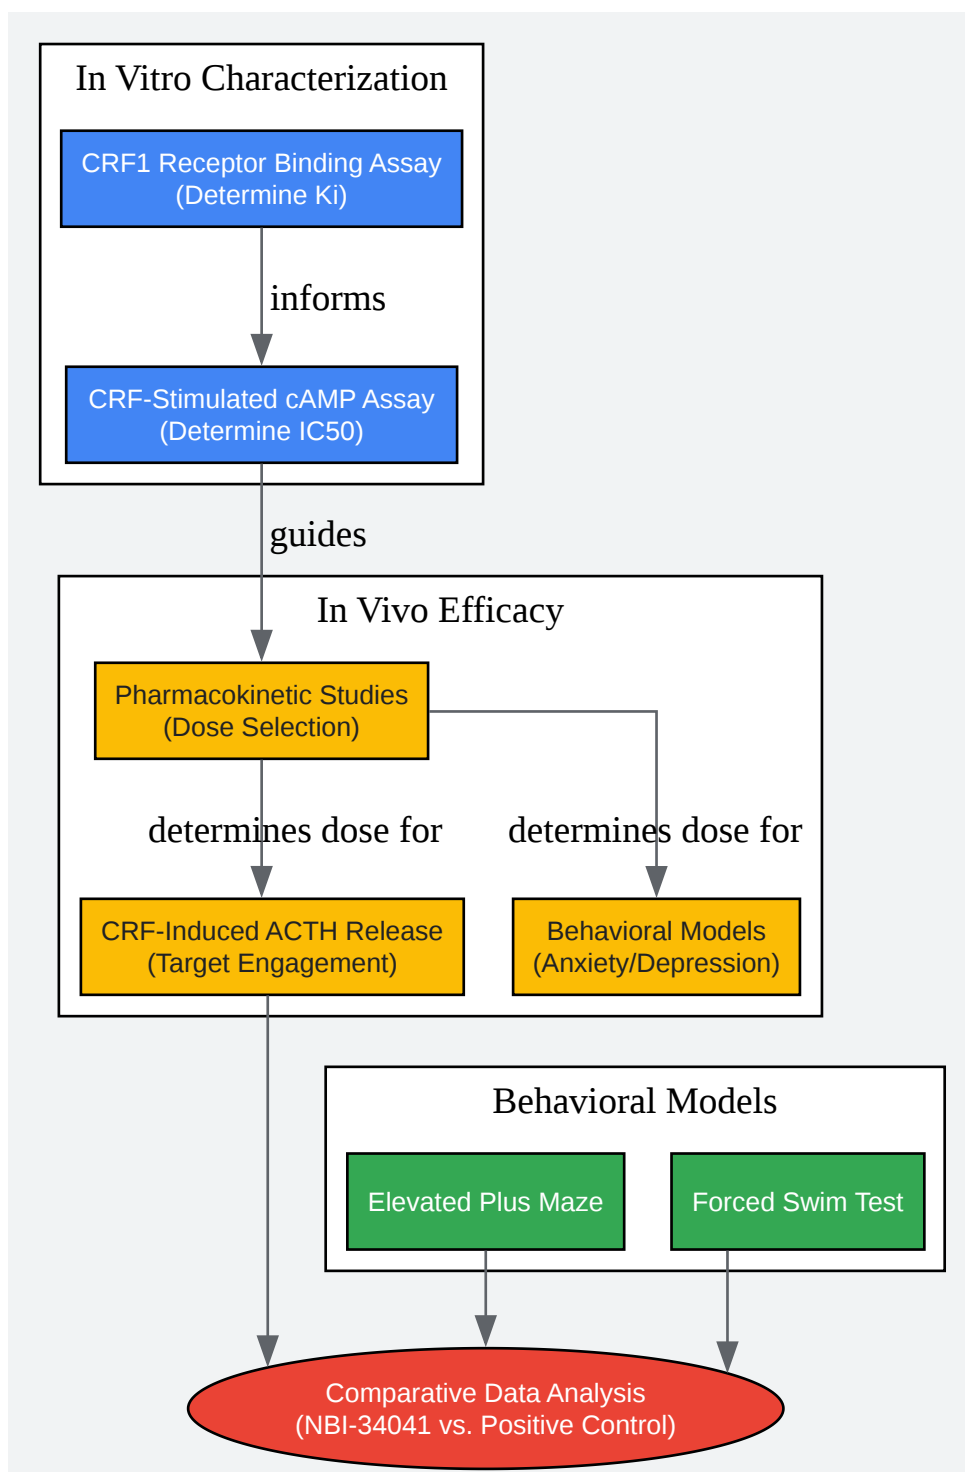 In Vitro Characterization
CRF1 Receptor Binding Assay
(Determine Ki)
informs
CRF-Stimulated cAMP Assay
(Determine IC50)
guides
In Vivo Efficacy
Pharmacokinetic Studies
(Dose Selection)
determines dose for
determines dose for
CRF-Induced ACTH Release
(Target Engagement)
Behavioral Models
(Anxiety/Depression)
Behavioral Models
Elevated Plus Maze
Forced Swim Test
Comparative Data Analysis
(NBI-34041 vs. Positive Control)